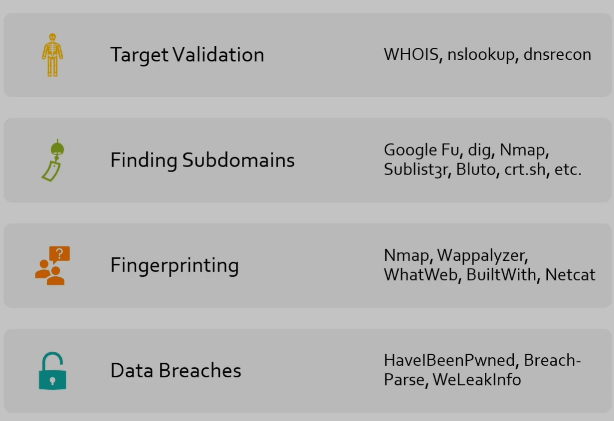 Target Validation
WHOIS, nslookup, dnsrecon
Finding Subdomains
Google Fu, dig, Nmap,
Sublist3r, Bluto, crt.sh, etc.
?
Fingerprinting
Nmap, Wappalyzer,
WhatWeb, BuiltWith, Netcat
Data Breaches
HaveIBeenPwned, Breach-
Parse, WeLeakInfo